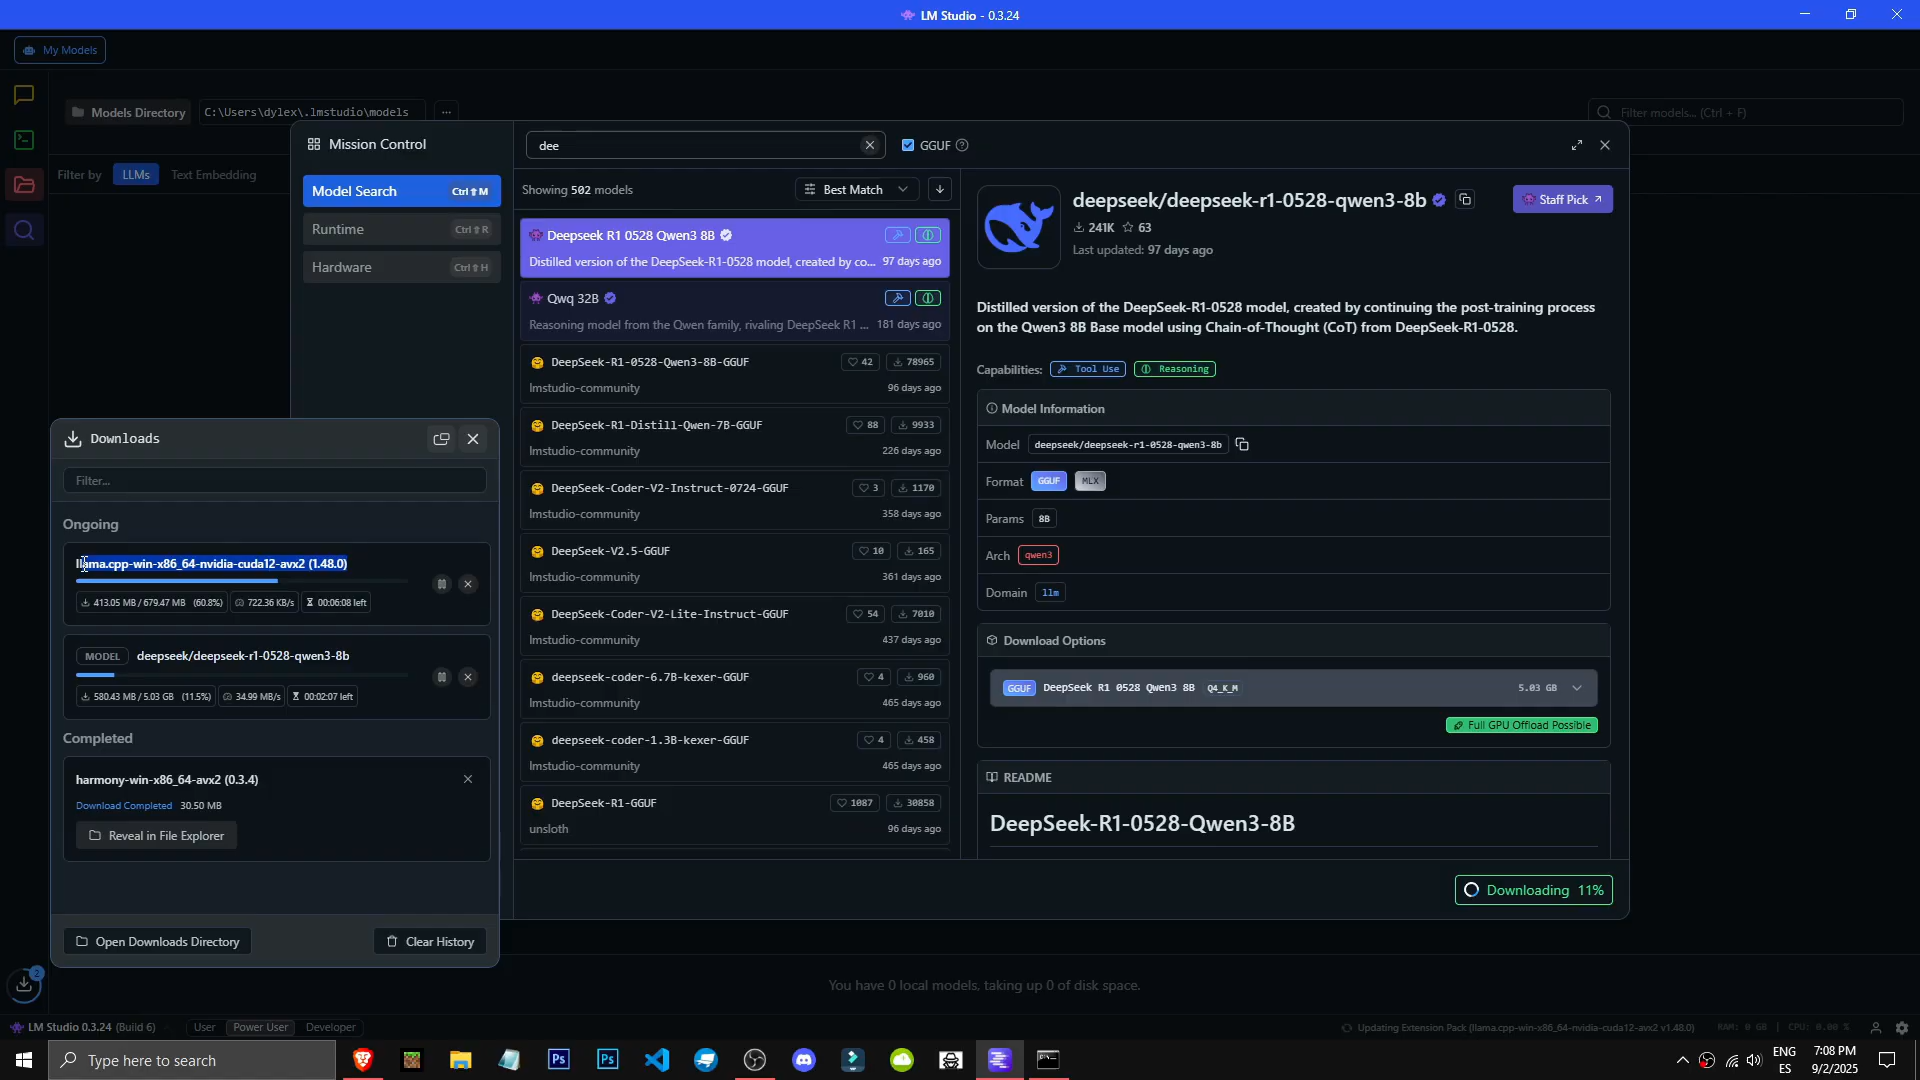 LM Studio - 0.3.24
My Models
Models Directory
C:\Users\dylex\.lmstudio\models
...
Filter models... (Ctrl + F)
Filter by
LLMs
Text Embedding
Mission Control
Model Search
Ctrl⇧M
Runtime
Ctrl⇧R
Hardware
Ctrl⇧H
dee
GGUF
Showing 502 models
Best Match
Deepseek R1 0528 Qwen3 8B
Distilled version of the DeepSeek-R1-0528 model, created by co...
97 days ago
Qwq 32B
Reasoning model from the Qwen family, rivaling DeepSeek R1 ...
181 days ago
DeepSeek-R1-0528-Qwen3-8B-GGUF
42
78965
lmstudio-community
96 days ago
DeepSeek-R1-Distill-Qwen-7B-GGUF
88
9933
lmstudio-community
226 days ago
DeepSeek-Coder-V2-Instruct-0724-GGUF
3
1170
lmstudio-community
358 days ago
DeepSeek-V2.5-GGUF
10
165
lmstudio-community
361 days ago
DeepSeek-Coder-V2-Lite-Instruct-GGUF
54
7010
lmstudio-community
437 days ago
deepseek-coder-6.7B-kexer-GGUF
4
960
lmstudio-community
465 days ago
deepseek-coder-1.3B-kexer-GGUF
4
458
lmstudio-community
465 days ago
DeepSeek-R1-GGUF
1087
30858
unsloth
96 days ago
deepseek/deepseek-r1-0528-qwen3-8b
Staff Pick
241K
63
Last updated: 97 days ago
Distilled version of the DeepSeek-R1-0528 model, created by continuing the post-training process
on the Qwen3 8B Base model using Chain-of-Thought (CoT) from DeepSeek-R1-0528.
Capabilities:
Tool Use
Reasoning
Model Information
Model
deepseek/deepseek-r1-0528-qwen3-8b
Format
GGUF
MLX
Params
8B
Arch
qwen3
Domain
llm
Download Options
GGUF
DeepSeek R1 0528 Qwen3 8B
Q4_K_M
5.03 GB
Full GPU Offload Possible
README
DeepSeek-R1-0528-Qwen3-8B
Downloading 11%
Downloads
Filter...
Ongoing
llama.cpp-win-x86_64-nvidia-cuda12-avx2 (1.48.0)
413.05 MB / 679.47 MB (60.8%)
722.36 KB/s
00:06:08 left
MODEL
deepseek/deepseek-r1-0528-qwen3-8b
580.43 MB / 5.03 GB (11.5%)
34.99 MB/s
00:02:07 left
Completed
harmony-win-x86_64-avx2 (0.3.4)
Download Completed
30.50 MB
Reveal in File Explorer
Open Downloads Directory
Clear History
2
You have 0 local models, taking up 0 of disk space.
LM Studio 0.3.24 (Build 6)
User
Power User
Developer
Updating Extension Pack (llama.cpp-win-x86_64-nvidia-cuda12-avx2 v1.48.0)
RAM: 0 GB | CPU: 0.00 %
Type here to search
Ps
Ps
ENG
ES
7:08 PM
9/2/2025